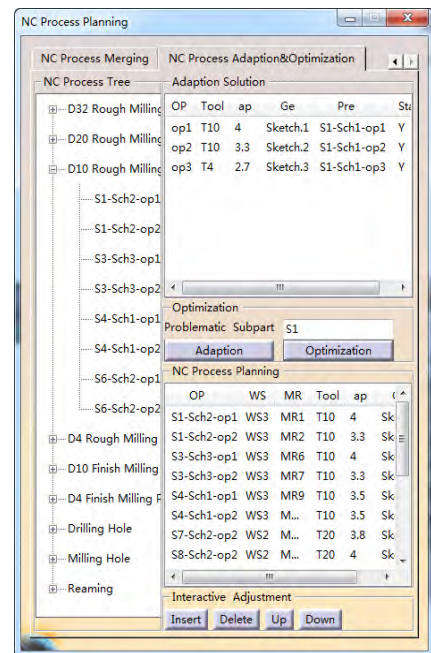 NC Process Planning
NC Process Merging NC Process Adaption&Optimization
NC Process Tree
D32 Rough Milling
D20 Rough Milling
D10 Rough Milling
S1-Sch2-op1
S1-Sch2-op2
S3-Sch3-op1
S3-Sch3-op2
S4-Sch1-op1
S4-Sch1-op2
S6-Sch2-op1
S6-Sch2-op2
D4 Rough Milling
D10 Finish Milling
D4 Finish Milling P
Drilling Hole
Milling Hole
Reaming
Adaption Solution
OP Tool ap Ge Pre Sta
op1 T10 4 Sketch.1 S1-Sch1-op1 Y
op2 T10 3.3 Sketch.2 S1-Sch1-op2 Y
op3 T4 2.7 Sketch.3 S1-Sch1-op3 Y
Optimization
Problematic Subpart S1
Adaption Optimization
NC Process Planning
OP WS MR Tool ap
S1-Sch2-op1 WS3 MR1 T10 4 Sk
S1-Sch2-op2 WS3 MR2 T10 3.3 Sk
S3-Sch3-op1 WS3 MR6 T10 4 Sk
S3-Sch3-op2 WS3 MR7 T10 3.3 Sk
S4-Sch1-op1 WS3 MR9 T10 3.5 Sk
S4-Sch1-op2 WS3 M... T10 3.5 Sk
S7-Sch2-op2 WS2 M... T20 3.8 Sk
S8-Sch2-op2 WS2 M... T20 4 Sk
Interactive Adjustment
Insert Delete Up Down